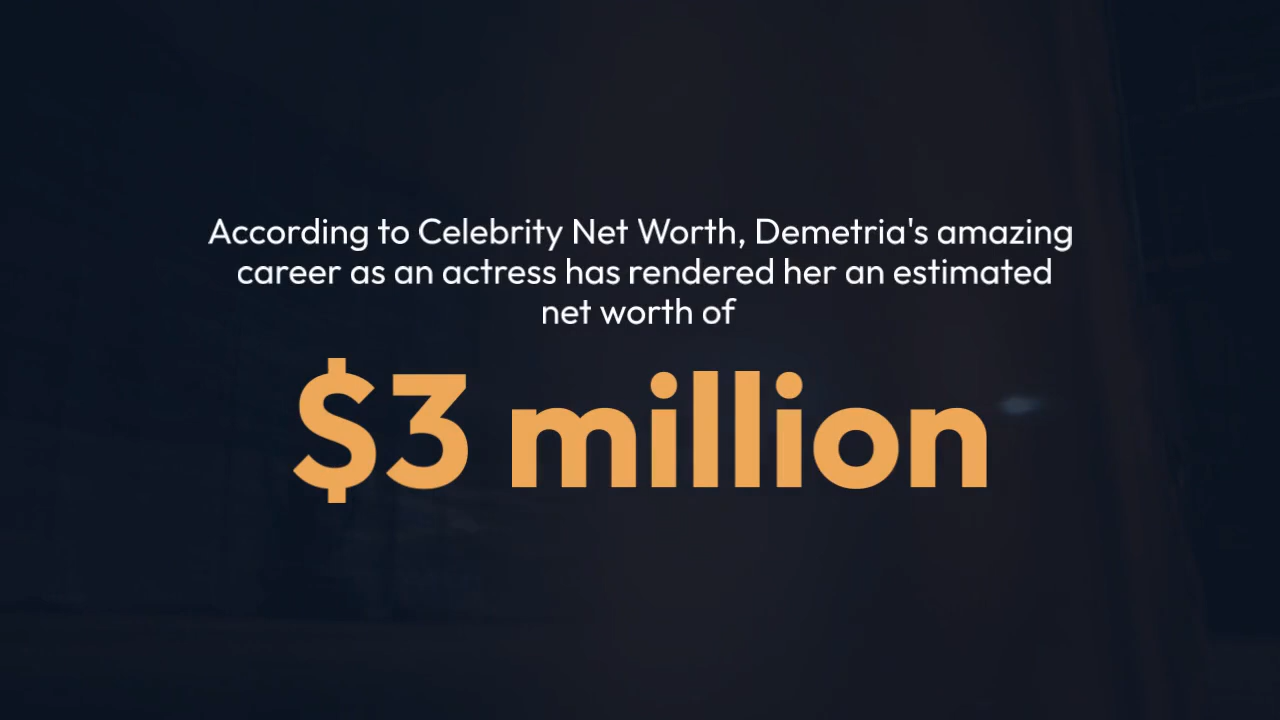 According to Celebrity Net Worth, Demetria's amazing
career as an actress has rendered her an estimated
net worth of
$3 million